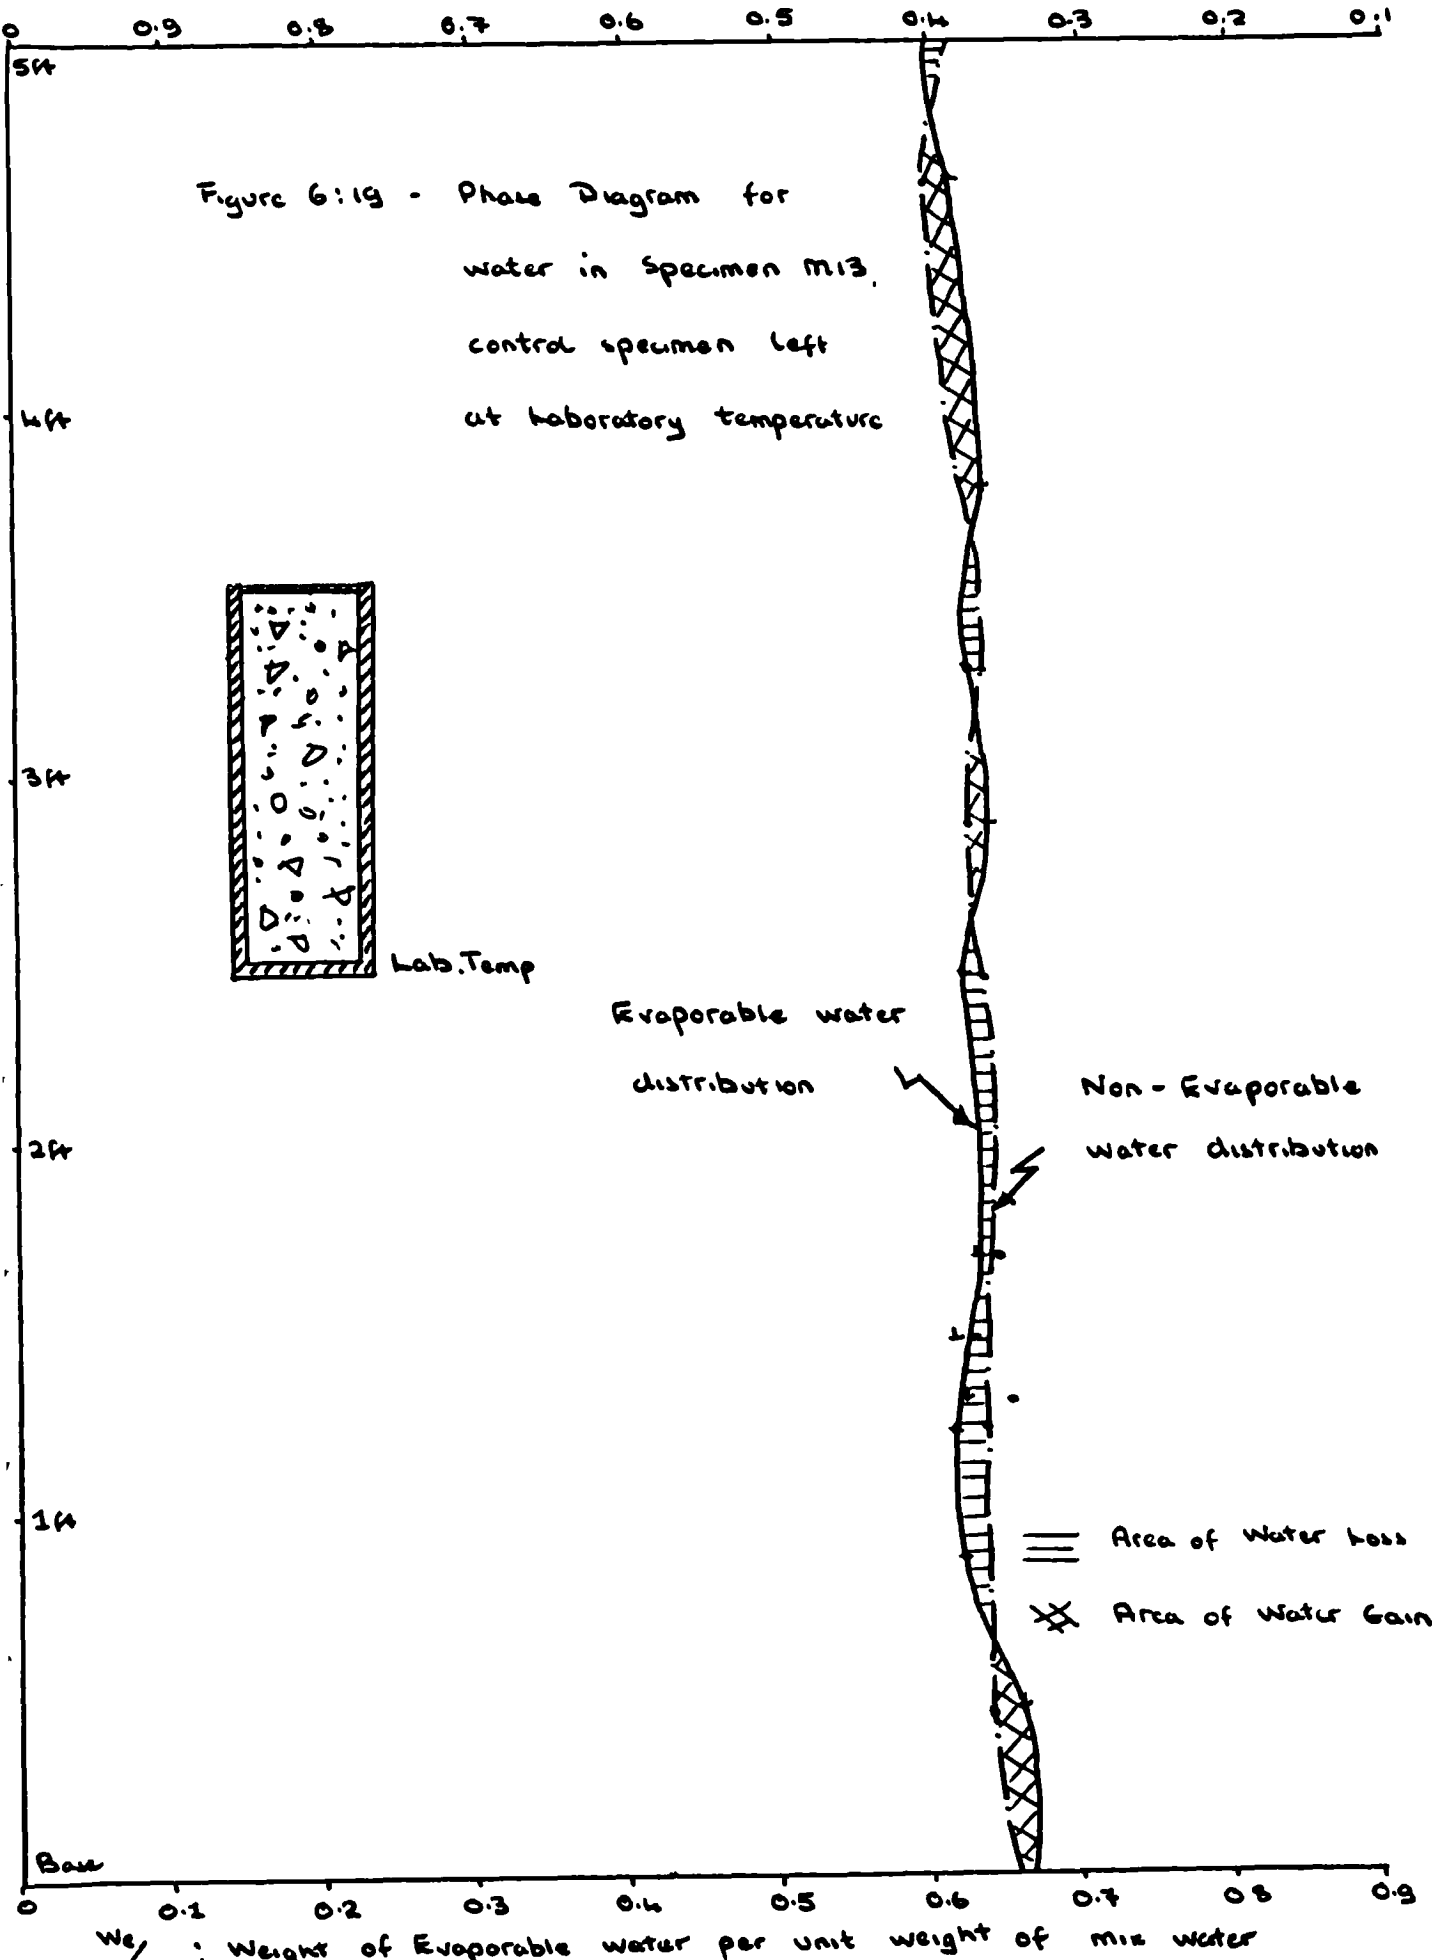 0 0.9 0.8 0.7 0.6 0.5 0.4 0.3 0.2 0.1
5ft
Figure 6:19 - Phase Diagram for
water in Specimen M13,
control specimen left
at Laboratory temperature
4ft
3ft
Lab.Temp
Evaporable water
distribution
Non-Evaporable
water distribution
2ft
1ft
Area of Water Loss
Area of Water Gain
Base
0 0.1 0.2 0.3 0.4 0.5 0.6 0.7 0.8 0.9
We/ : Weight of Evaporable water per unit weight of mix water